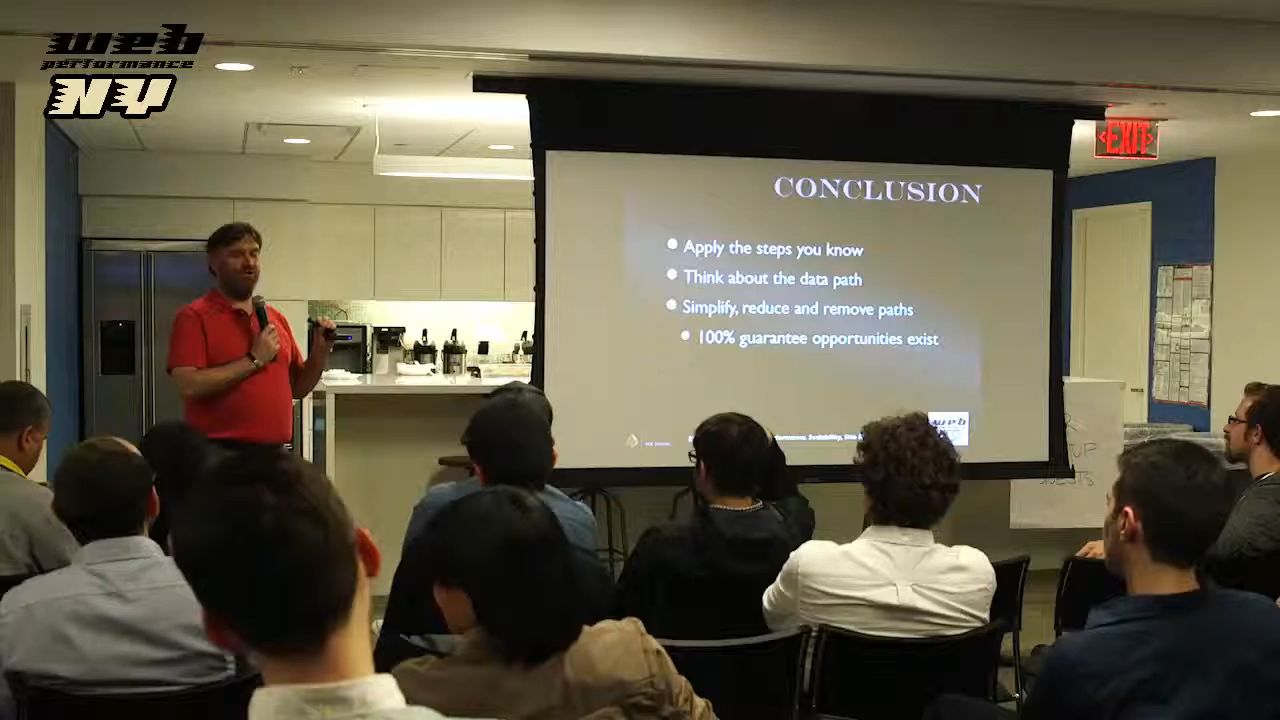 web
performance
NY
EXIT
CONCLUSION
Apply the steps you know
Think about the data path
Simplify, reduce and remove paths
100% guarantee opportunities exist
web